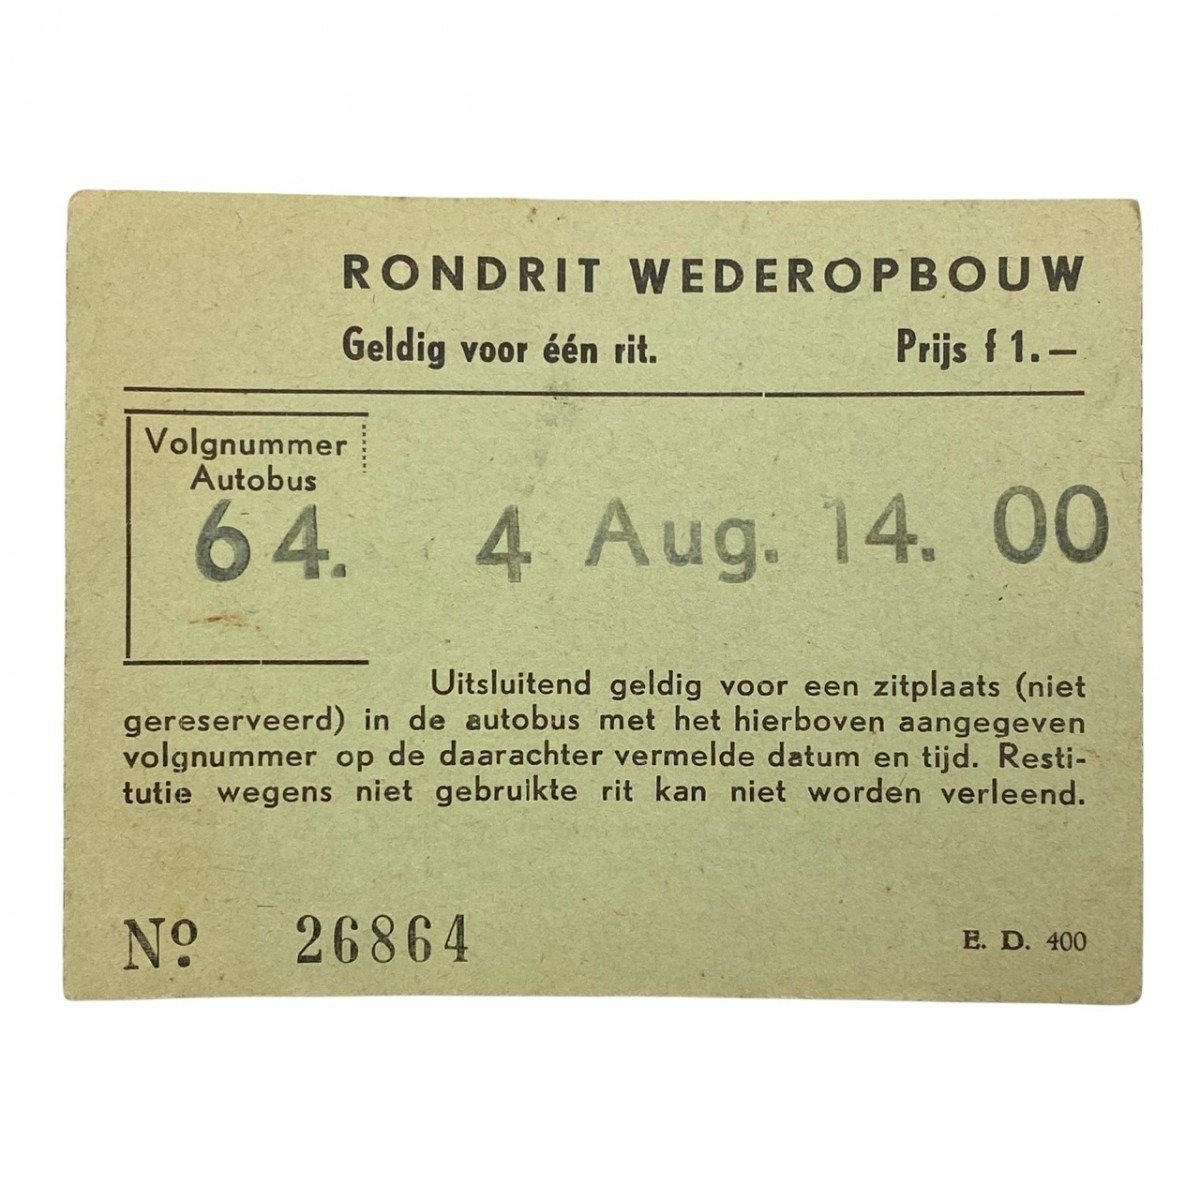 RONDRIT WEDEROPBOUW
Geldig voor één rit. Prijs f 1.—
Volgnummer
Autobus
64. 4 Aug. 14. 00
Uitsluitend geldig voor een zitplaats (niet
gereserveerd) in de autobus met het hierboven aangegeven
volgnummer op de daarachter vermelde datum en tijd. Resti-
tutie wegens niet gebruikte rit kan niet worden verleend.
Nº 26864
E. D. 400